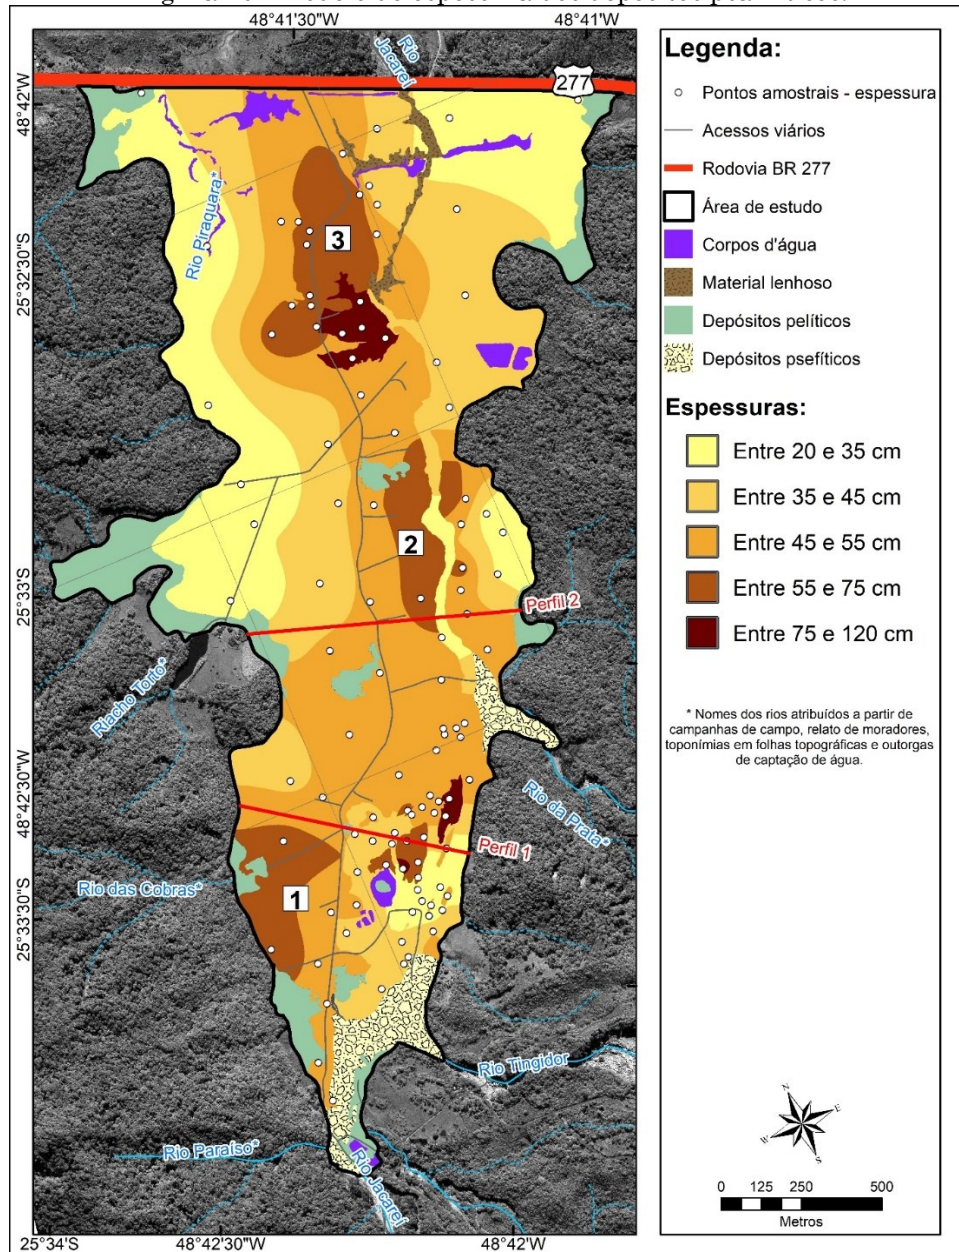 48°41'30"W
48°41'W
48°42'W
Rio
Jacareí
277
Rio Piraquara*
3
25°32'30"S
2
25°33'S
Perfil 2
Riacho Torto*
48°42'30"W
Rio da Prata*
Perfil 1
Rio das Cobras*
1
25°33'30"S
Rio Tingidor
Rio Paraíso*
Rio Jacareí
25°34'S
48°42'30"W
48°42'W
Legenda:
Pontos amostrais - espessura
Acessos viários
Rodovia BR 277
Área de estudo
Corpos d'água
Material lenhoso
Depósitos pelíticos
Depósitos psefíticos
Espessuras:
Entre 20 e 35 cm
Entre 35 e 45 cm
Entre 45 e 55 cm
Entre 55 e 75 cm
Entre 75 e 120 cm
* Nomes dos rios atribuídos a partir de
campanhas de campo, relato de moradores,
toponímias em folhas topográficas e outorgas
de captação de água.
N
E
W
S
0 125 250 500
Metros